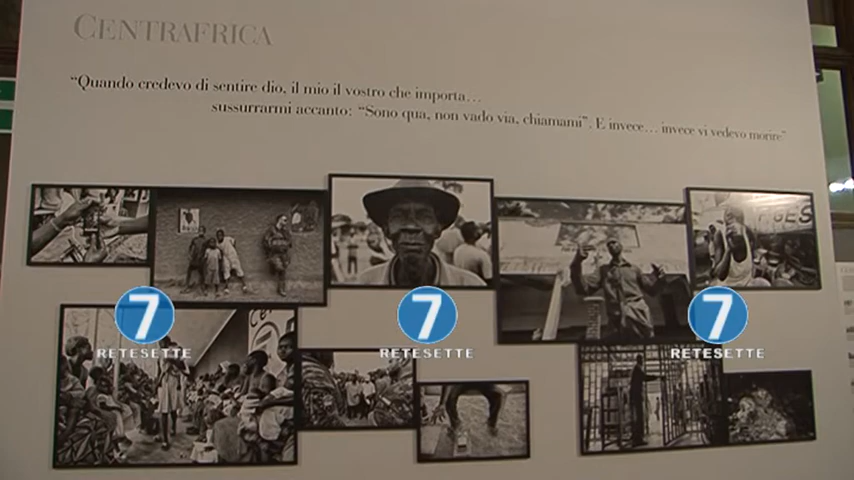 CENTRAFRICA
“Quando credevo di sentire dio, il mio il vostro che importa…
sussurrarmi accanto: “Sono qua, non vado via, chiamami”. E invece… invece vi vedevo morire”
7 7 7
RETESETTE RETESETTE RETESETTE